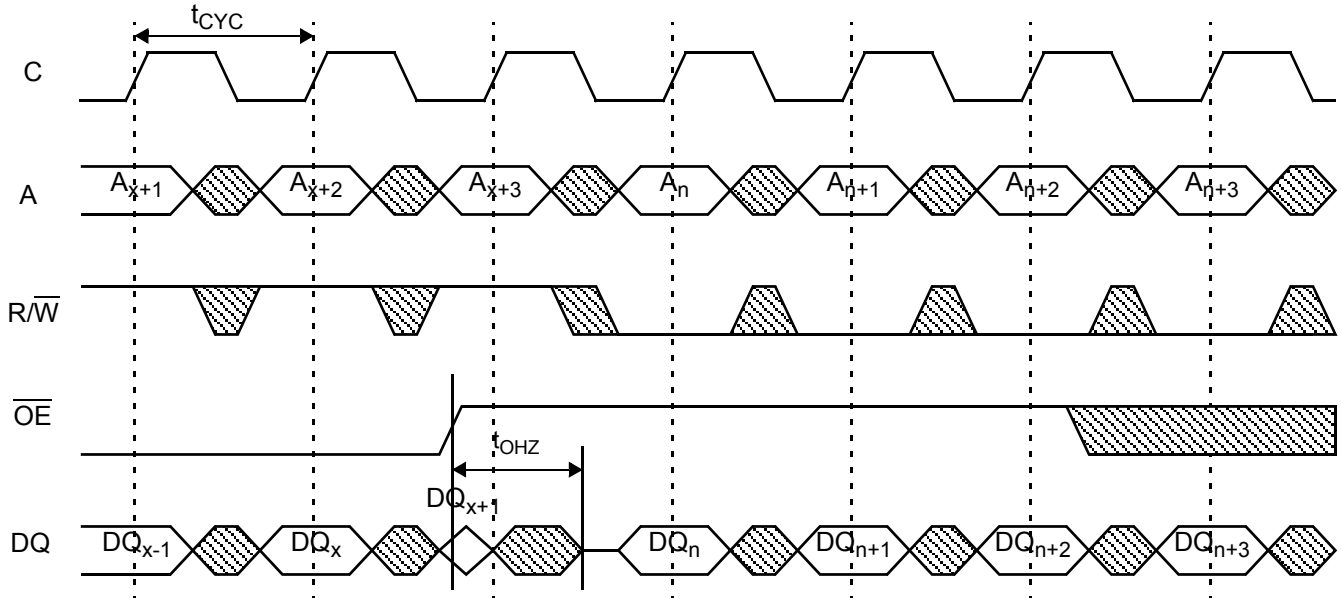 tCYC
C
A Ax+1 Ax+2 Ax+3 An An+1 An+2 An+3
R/W
OE
tOHZ
DQx+1
DQ DQx-1 DQx DQn DQn+1 DQn+2 DQn+3